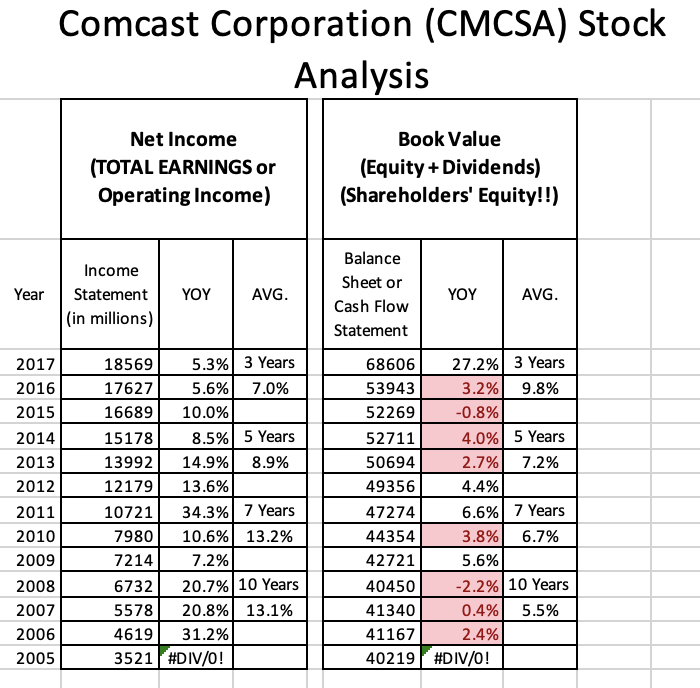 Comcast Corporation (CMCSA) Stock
Analysis
Net Income
(TOTAL EARNINGS or
Operating Income)
Book Value
(Equity + Dividends)
(Shareholders' Equity!!)
Year
Income
Statement
(in millions)
YOY
AVG.
Balance
Sheet or
Cash Flow
Statement
YOY
AVG.
2017 18569 5.3% 3 Years 68606 27.2% 3 Years
2016 17627 5.6% 7.0% 53943 3.2% 9.8%
2015 16689 10.0% 52269 -0.8%
2014 15178 8.5% 5 Years 52711 4.0% 5 Years
2013 13992 14.9% 8.9% 50694 2.7% 7.2%
2012 12179 13.6% 49356 4.4%
2011 10721 34.3% 7 Years 47274 6.6% 7 Years
2010 7980 10.6% 13.2% 44354 3.8% 6.7%
2009 7214 7.2% 42721 5.6%
2008 6732 20.7% 10 Years 40450 -2.2% 10 Years
2007 5578 20.8% 13.1% 41340 0.4% 5.5%
2006 4619 31.2% 41167 2.4%
2005 3521 #DIV/0! 40219 #DIV/0!